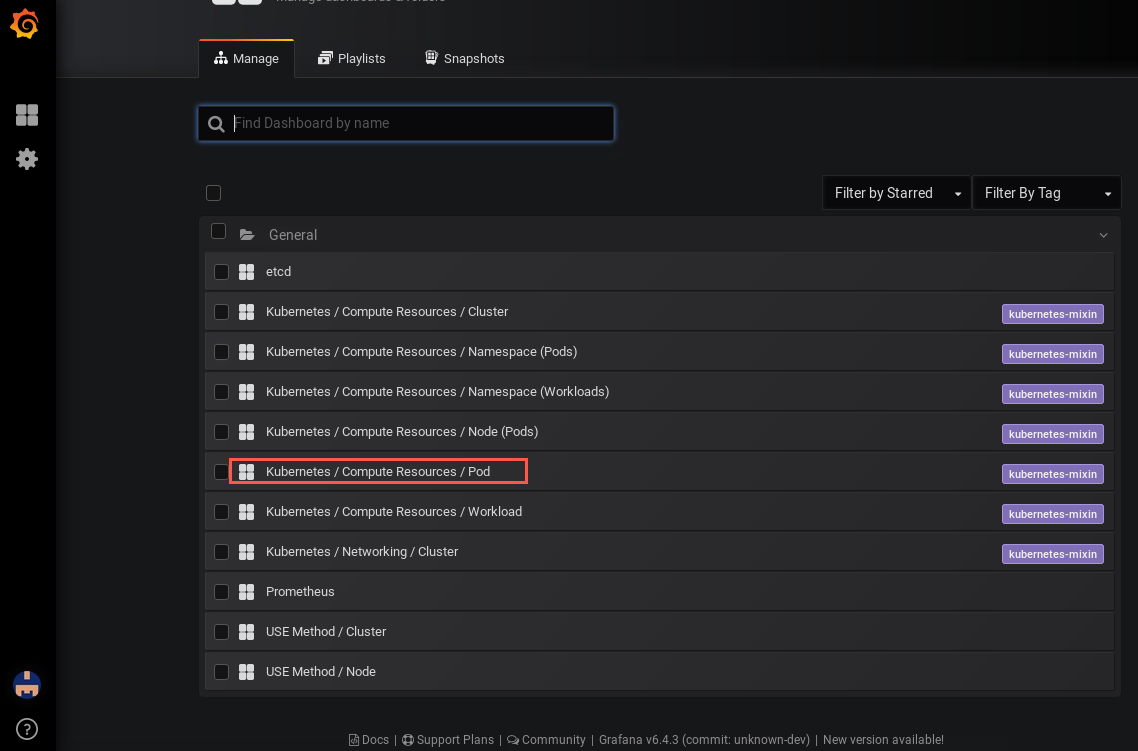 Manage dashboards & folders
Manage
Playlists
Snapshots
Find Dashboard by name
Filter by Starred
Filter By Tag
General
etcd
Kubernetes / Compute Resources / Cluster
kubernetes-mixin
Kubernetes / Compute Resources / Namespace (Pods)
kubernetes-mixin
Kubernetes / Compute Resources / Namespace (Workloads)
kubernetes-mixin
Kubernetes / Compute Resources / Node (Pods)
kubernetes-mixin
Kubernetes / Compute Resources / Pod
kubernetes-mixin
Kubernetes / Compute Resources / Workload
kubernetes-mixin
Kubernetes / Networking / Cluster
kubernetes-mixin
Prometheus
USE Method / Cluster
USE Method / Node
Docs | Support Plans | Community | Grafana v6.4.3 (commit: unknown-dev) | New version available!